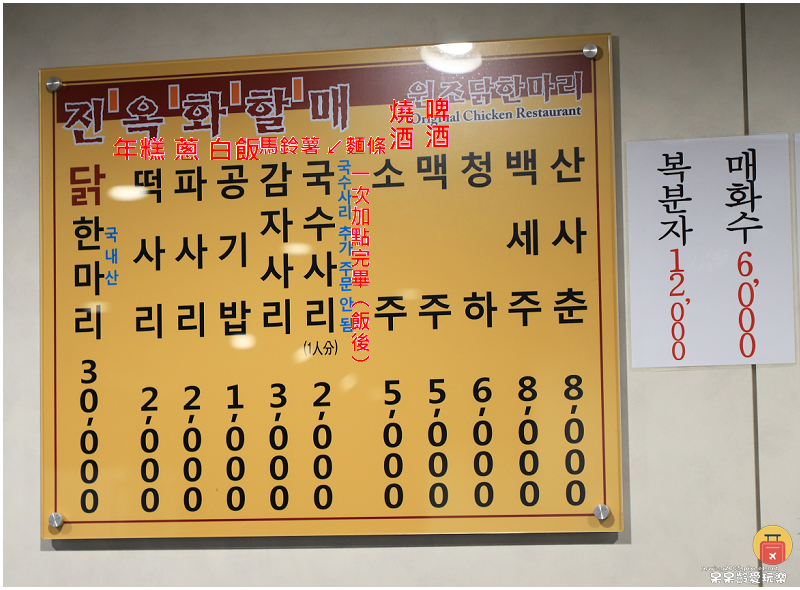 진옥화할매
원조닭한마리
Original Chicken Restaurant
燒酒
啤酒
年糕 蔥 白飯 馬鈴薯 ↙ 麵條
닭한마리 30,000
국내산
떡사리 2,000
파사리 2,000
공기밥 1,000
감자사리 3,000
국수사리 (1人分) 2,000
국수사리 추가 주문 안됨
一次加點完畢(飯後)
소주 5,000
맥주 5,000
청하 6,000
백세주 8,000
산사춘 8,000
복분자 12,000
매화수 6,000
呆呆齡愛玩樂